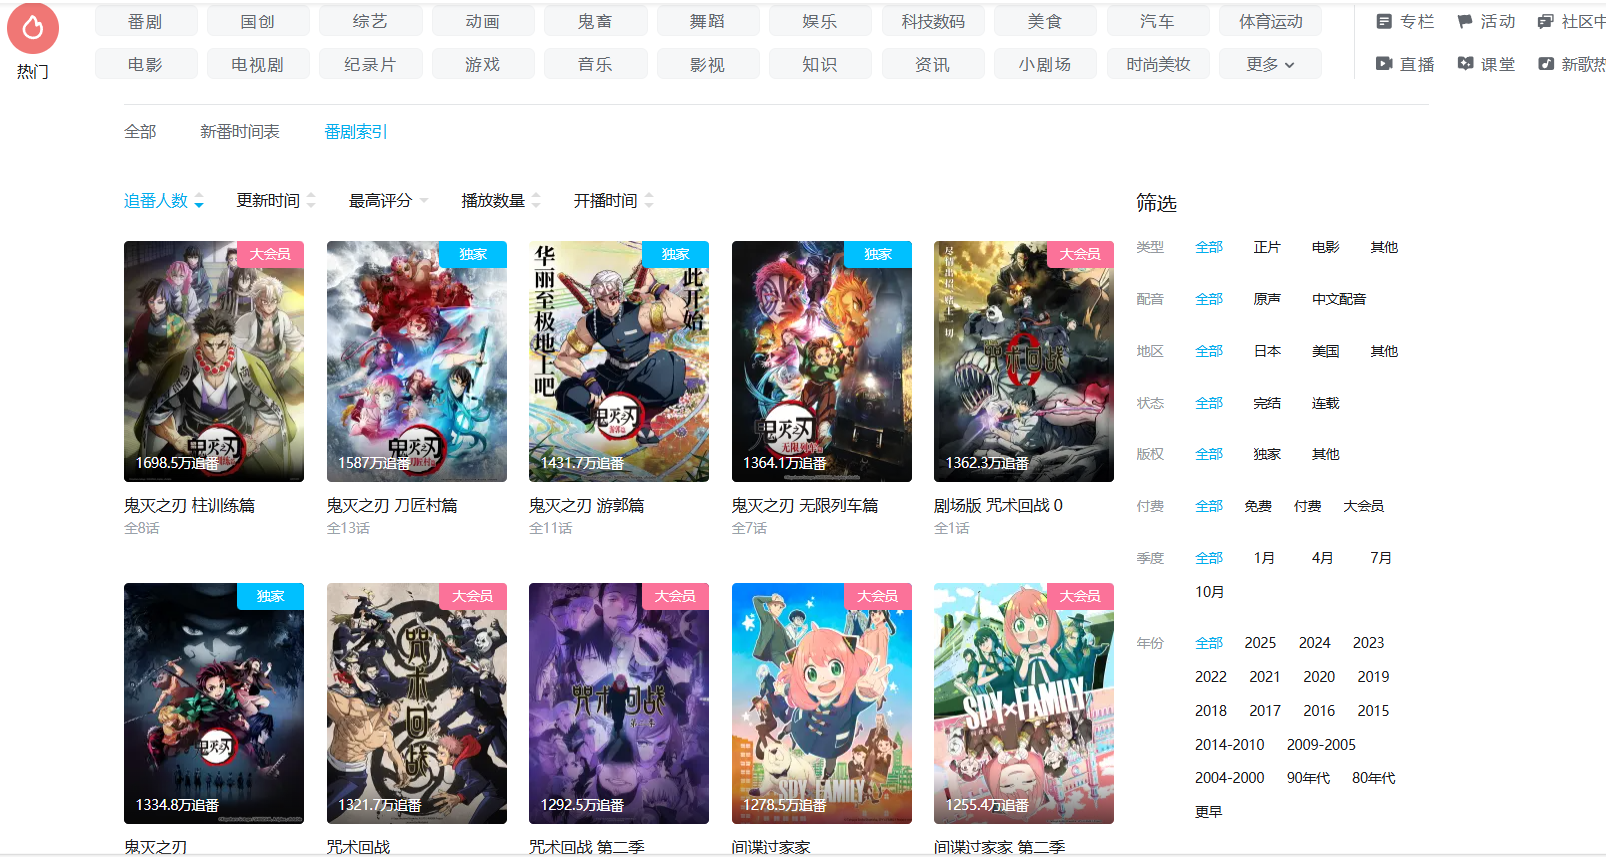 番剧 国创 综艺 动画 鬼畜 舞蹈 娱乐 科技数码 美食 汽车 体育运动 专栏 活动 社区中
热门
电影 电视剧 纪录片 游戏 音乐 影视 知识 资讯 小剧场 时尚美妆 更多 直播 课堂 新歌热
全部 新番时间表 番剧索引
追番人数 更新时间 最高评分 播放数量 开播时间
大会员 独家 独家 独家 大会员
华丽至极地上吧
此开始
尽情出招 赌上一切
鬼灭之刃
鬼灭之刃
鬼灭之刃 游郭篇
鬼灭之刃 无限列车篇
咒术回战 0
1698.5万追番 1587万追番 1431.7万追番 1364.1万追番 1362.3万追番
鬼灭之刃 柱训练篇 鬼灭之刃 刀匠村篇 鬼灭之刃 游郭篇 鬼灭之刃 无限列车篇 剧场版 咒术回战 0
全8话 全13话 全11话 全7话 全1话
独家 大会员 大会员 大会员 大会员
鬼灭之刃
咒术回战
咒术回战
第二季
SPY×FAMILY
SPY×FAMILY
1334.8万追番 1321.7万追番 1292.5万追番 1278.5万追番 1255.4万追番
鬼灭之刃 咒术回战 咒术回战 第二季 间谍过家家 间谍过家家 第二季
筛选
类型 全部 正片 电影 其他
配音 全部 原声 中文配音
地区 全部 日本 美国 其他
状态 全部 完结 连载
版权 全部 独家 其他
付费 全部 免费 付费 大会员
季度 全部 1月 4月 7月
10月
年份 全部 2025 2024 2023
2022 2021 2020 2019
2018 2017 2016 2015
2014-2010 2009-2005
2004-2000 90年代 80年代
更早